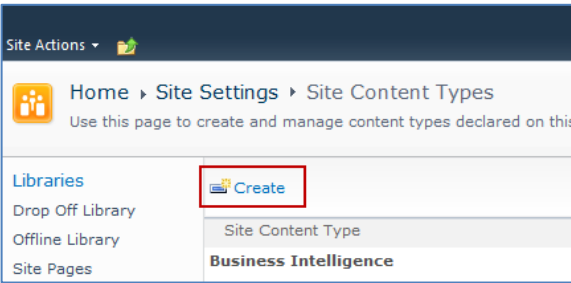 Site Actions
Home › Site Settings › Site Content Types
Use this page to create and manage content types declared on this
Libraries
Drop Off Library
Offline Library
Site Pages
Create
Site Content Type
Business Intelligence